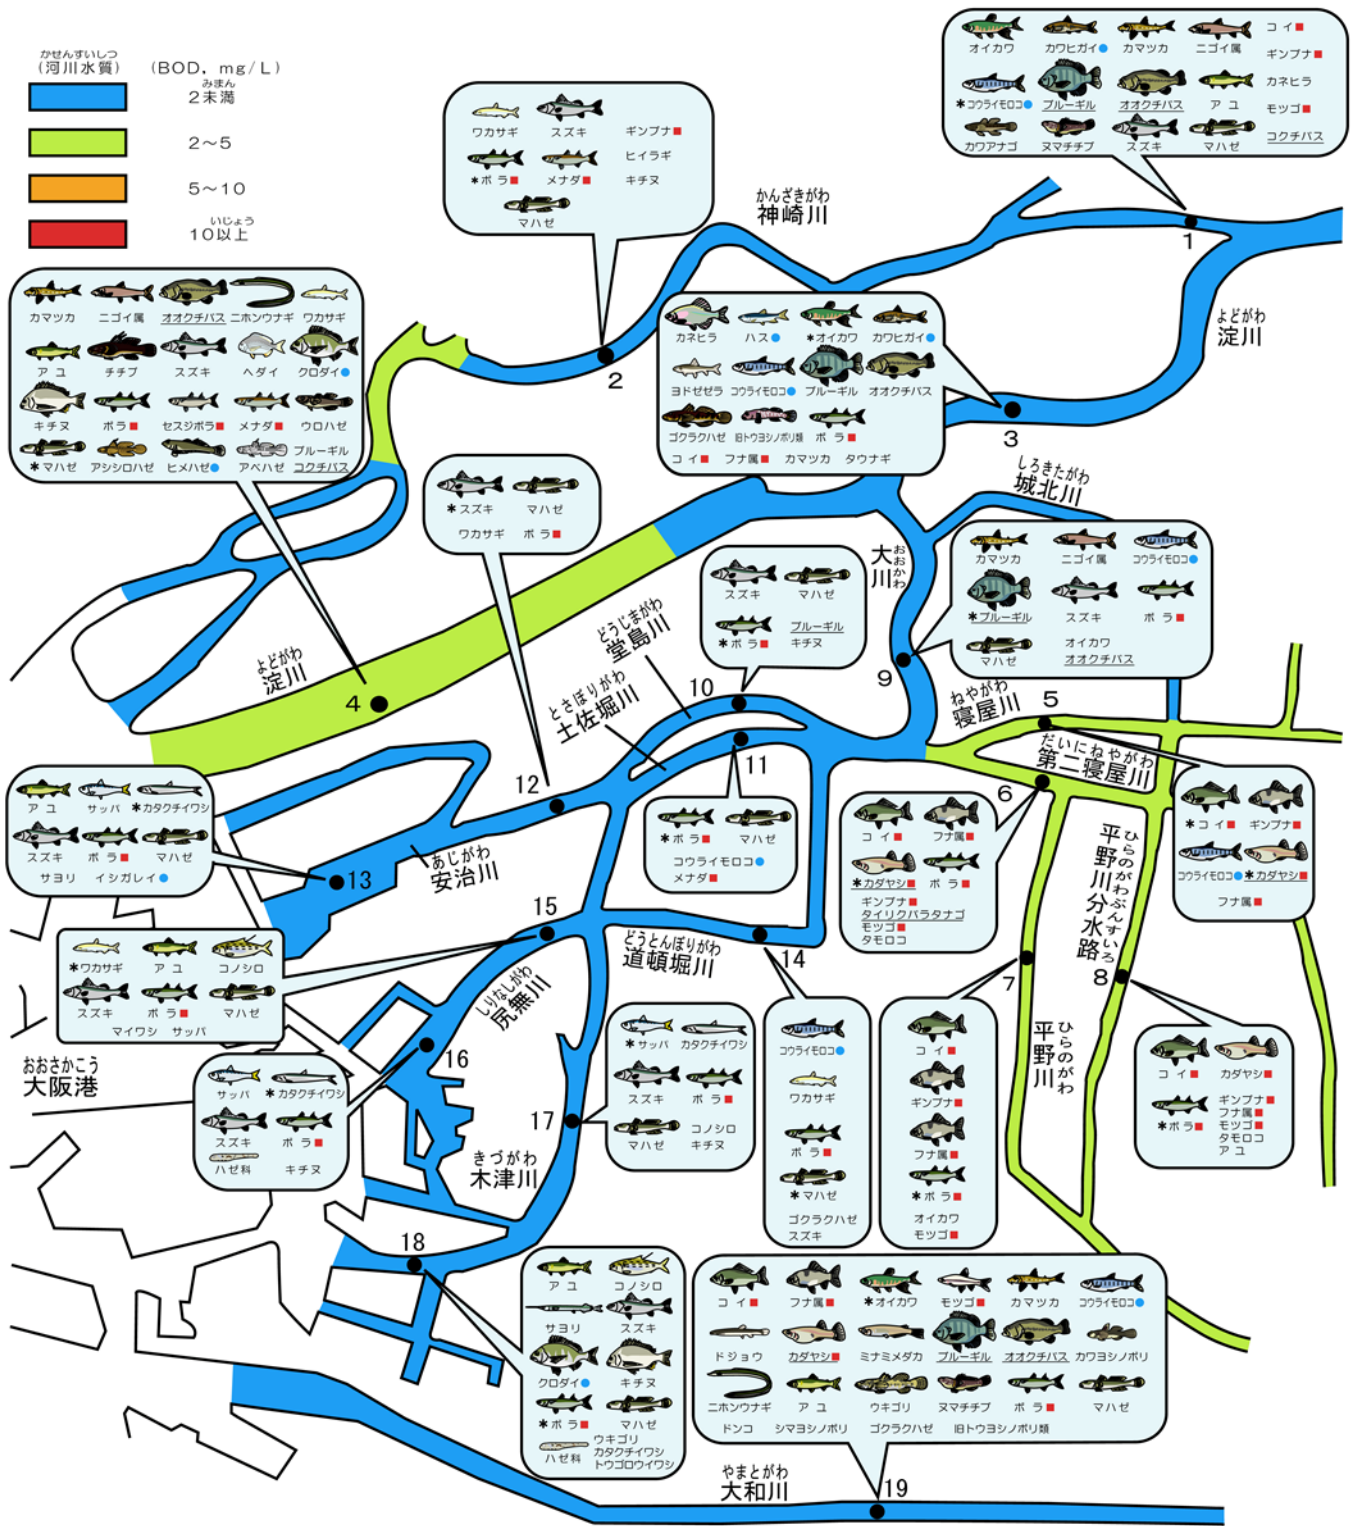 かせんすいしつ
(河川水質) (BOD, mg/L)
みまん
2未満
2～5
5～10
いじょう
10以上
オイカワ カワヒガイ● カマツカ ニゴイ属 コイ■
ギンブナ■
カネヒラ
*コウライモロコ● ブルーギル オオクチバス アユ モツゴ■
コクチバス
カワアナゴ ヌマチチブ スズキ マハゼ
1
ワカサギ スズキ ギンブナ■
ヒイラギ
*ボラ■ メナダ■ キチヌ
マハゼ
2
かんざきがわ
神崎川
よどがわ
淀川
カネヒラ ハス● *オイカワ カワヒガイ●
ヨドゼゼラ コウライモロコ● ブルーギル オオクチバス
ゴクラクハゼ 旧トウヨシノボリ類 ボラ■
コイ■ フナ属■ カマツカ タウナギ
3
カマツカ ニゴイ属 オオクチバス ニホンウナギ ワカサギ
アユ チチブ スズキ ヘダイ クロダイ●
キチヌ ボラ■ セスジボラ■ メナダ■ ウロハゼ
*マハゼ アシシロハゼ ヒメハゼ● アベハゼ ブルーギル
コクチバス
4
よどがわ
淀川
しろきたがわ
城北川
おおかわ
大川
*スズキ マハゼ
ワカサギ ボラ■
12
スズキ マハゼ
*ボラ■ ブルーギル
キチヌ
10
カマツカ ニゴイ属 コウライモロコ●
*ブルーギル スズキ ボラ■
マハゼ オイカワ
オオクチバス
9
どうじまがわ
堂島川
とさぼりがわ
土佐堀川
ねやがわ
寝屋川
5
だいにねやがわ
第二寝屋川
6
11
*ボラ■ マハゼ
コウライモロコ●
メナダ■
コイ■ フナ属■
*カダヤシ■ ボラ■
ギンブナ■
タイリクバラタナゴ
モツゴ■
タモロコ
*コイ■ ギンブナ■
コウライモロコ● *カダヤシ■
フナ属■
ひらのがわぶんすいろ
平野川分水路
アユ サッパ *カタクチイワシ
スズキ ボラ■ マハゼ
サヨリ イシガレイ●
13
あじがわ
安治川
15
*ワカサギ アユ コノシロ
スズキ ボラ■ マハゼ
マイワシ サッパ
どうとんぼりがわ
道頓堀川
14
しりなしがわ
尻無川
7
8
おおさかこう
大阪港
16
サッパ *カタクチイワシ
スズキ ボラ■
ハゼ科 キチヌ
*サッパ カタクチイワシ
スズキ ボラ■
マハゼ コノシロ
キチヌ
17
コウライモロコ●
ワカサギ
ボラ■
*マハゼ
ゴクラクハゼ
スズキ
コイ■
ギンブナ■
フナ属■
*ボラ■
オイカワ
モツゴ■
ひらのがわ
平野川
コイ■ カダヤシ■
*ボラ■ ギンブナ■
フナ属■
モツゴ■
タモロコ
アユ
きづがわ
木津川
18
アユ コノシロ
サヨリ スズキ
クロダイ● キチヌ
*ボラ■ マハゼ
ハゼ科 ウキゴリ
カタクチイワシ
トウゴロウイワシ
コイ■ フナ属■ *オイカワ モツゴ■ カマツカ コウライモロコ●
ドジョウ カダヤシ■ ミナミメダカ ブルーギル オオクチバス カワヨシノボリ
ニホンウナギ アユ ウキゴリ ヌマチチブ ボラ■ マハゼ
ドンコ シマヨシノボリ ゴクラクハゼ 旧トウヨシノボリ類
やまとがわ
大和川
19